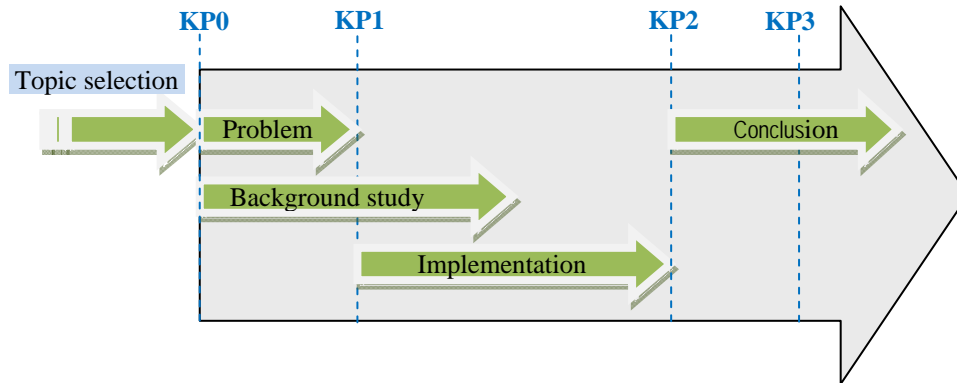 KP0 KP1 KP2 KP3
Topic selection
Problem Conclusion
Background study
Implementation